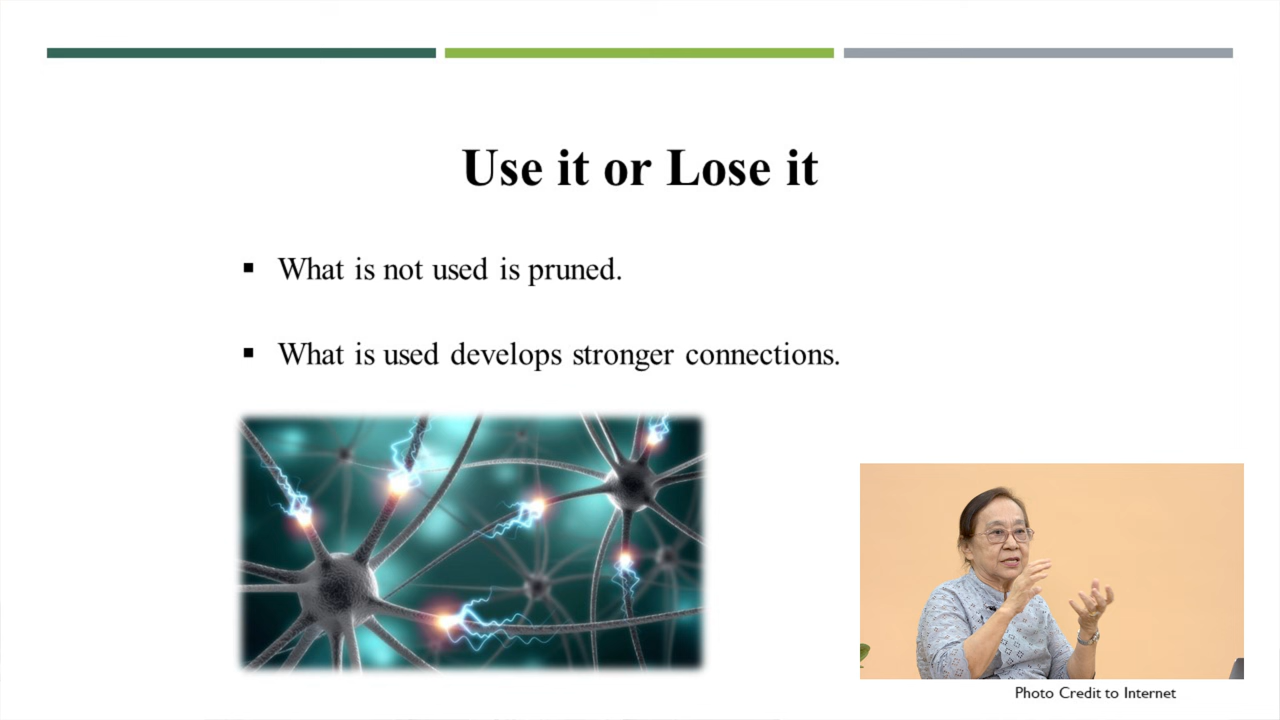 Use it or Lose it
▪ What is not used is pruned.
▪ What is used develops stronger connections.
Photo Credit to Internet